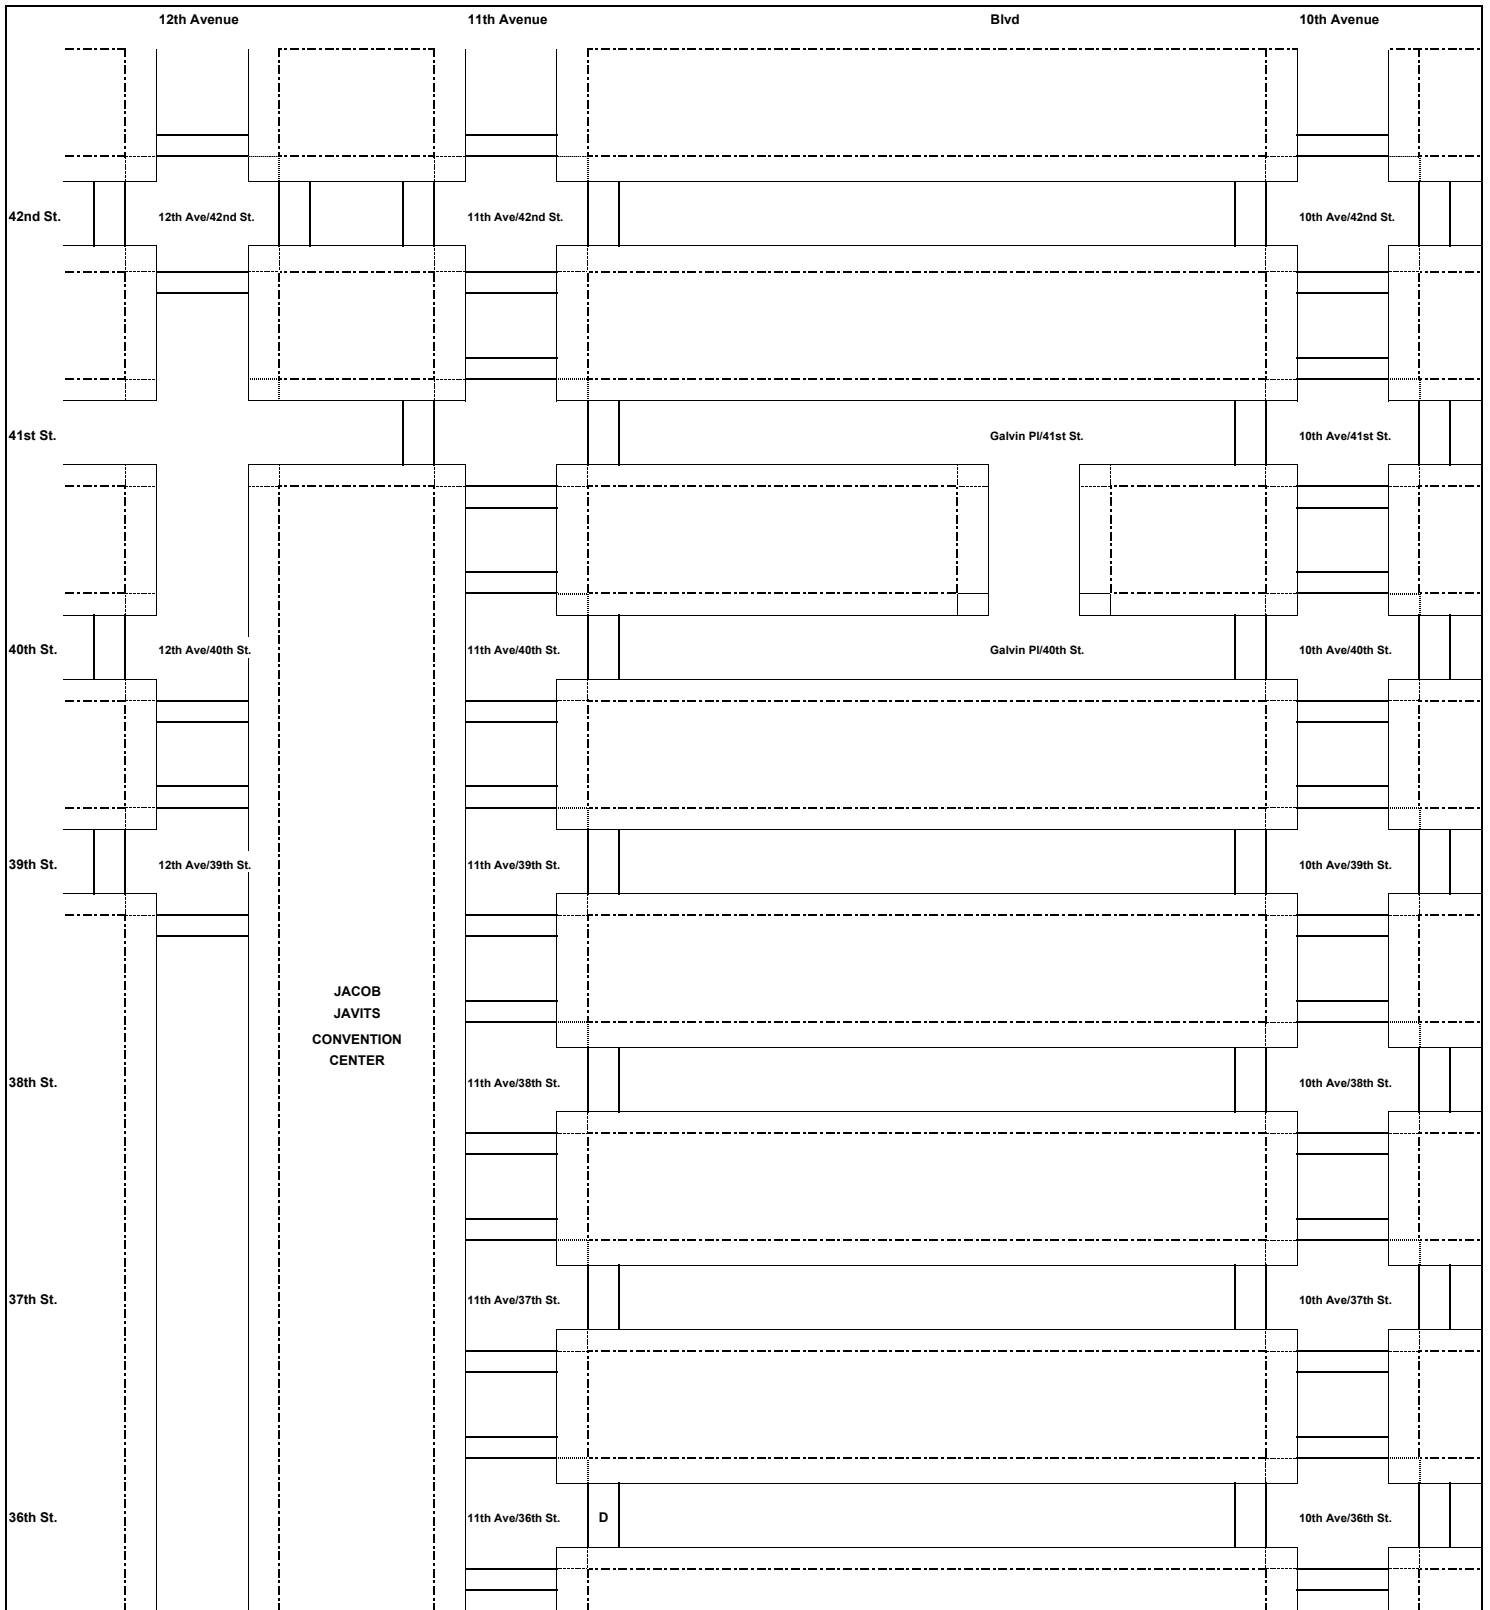 12th Avenue 11th Avenue Blvd 10th Avenue
42nd St. 12th Ave/42nd St. 11th Ave/42nd St. 10th Ave/42nd St.
41st St. Galvin Pl/41st St. 10th Ave/41st St.
40th St. 12th Ave/40th St. 11th Ave/40th St. Galvin Pl/40th St. 10th Ave/40th St.
39th St. 12th Ave/39th St. 11th Ave/39th St. 10th Ave/39th St.
JACOB
JAVITS
CONVENTION
CENTER
38th St. 11th Ave/38th St. 10th Ave/38th St.
37th St. 11th Ave/37th St. 10th Ave/37th St.
36th St. 11th Ave/36th St. D 10th Ave/36th St.